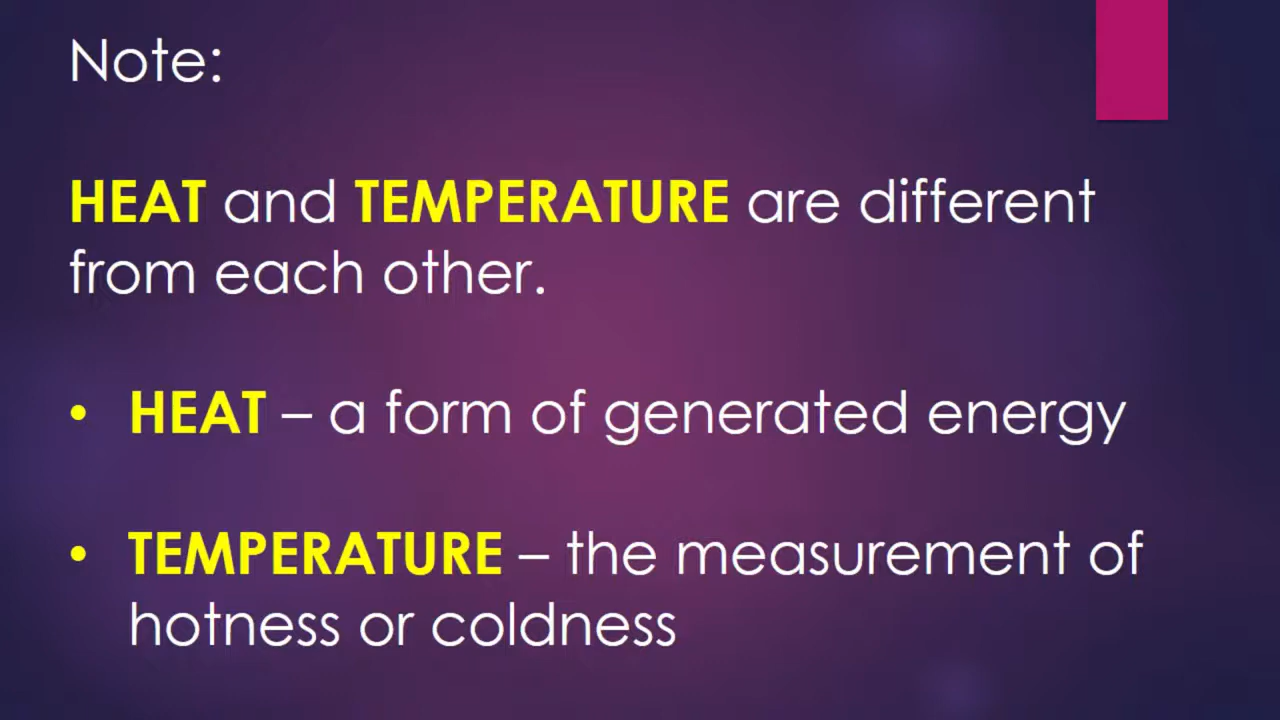 Note:
HEAT and TEMPERATURE are different
from each other.
• HEAT – a form of generated energy
• TEMPERATURE – the measurement of
hotness or coldness